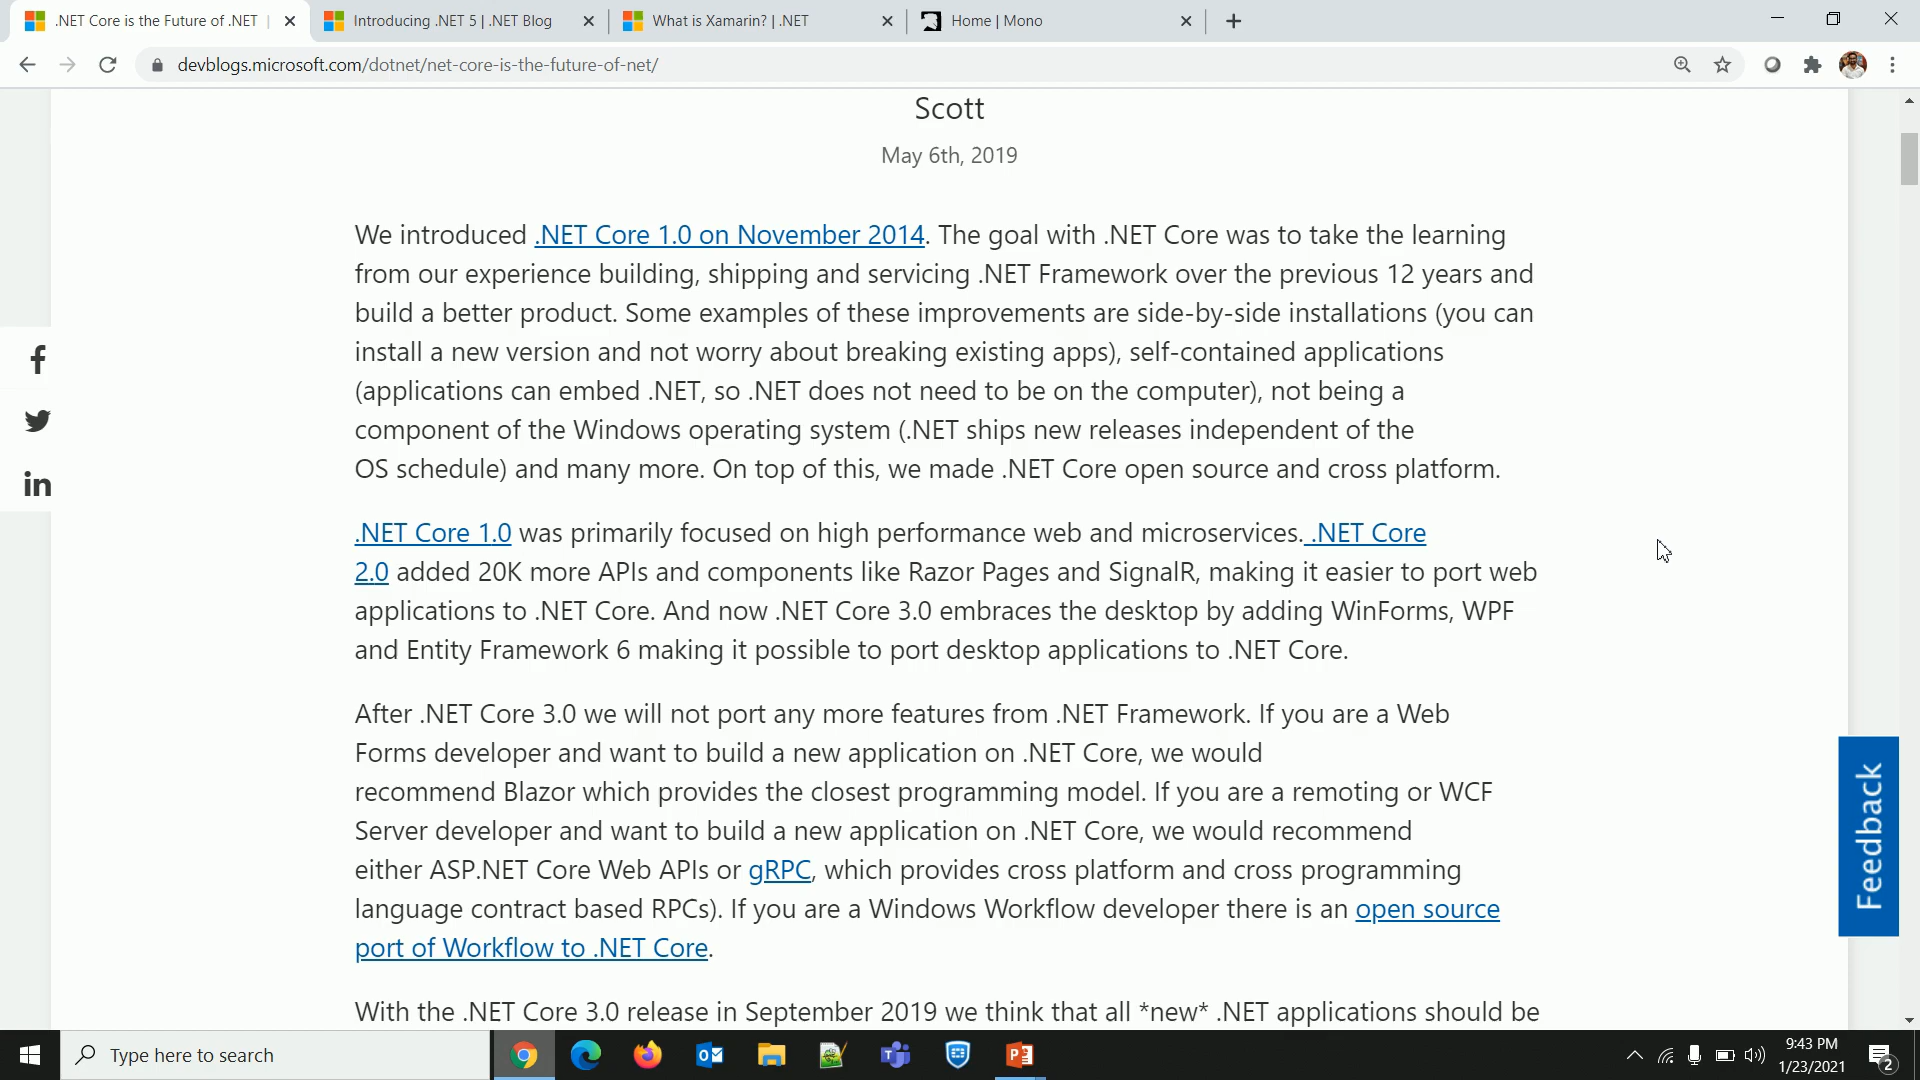 .NET Core is the Future of .NET
Introducing .NET 5 | .NET Blog
What is Xamarin? | .NET
Home | Mono
devblogs.microsoft.com/dotnet/net-core-is-the-future-of-net/
Scott
May 6th, 2019
We introduced .NET Core 1.0 on November 2014. The goal with .NET Core was to take the learning
from our experience building, shipping and servicing .NET Framework over the previous 12 years and
build a better product. Some examples of these improvements are side-by-side installations (you can
install a new version and not worry about breaking existing apps), self-contained applications
(applications can embed .NET, so .NET does not need to be on the computer), not being a
component of the Windows operating system (.NET ships new releases independent of the
OS schedule) and many more. On top of this, we made .NET Core open source and cross platform.
.NET Core 1.0 was primarily focused on high performance web and microservices. .NET Core
2.0 added 20K more APIs and components like Razor Pages and SignalR, making it easier to port web
applications to .NET Core. And now .NET Core 3.0 embraces the desktop by adding WinForms, WPF
and Entity Framework 6 making it possible to port desktop applications to .NET Core.
After .NET Core 3.0 we will not port any more features from .NET Framework. If you are a Web
Forms developer and want to build a new application on .NET Core, we would
recommend Blazor which provides the closest programming model. If you are a remoting or WCF
Server developer and want to build a new application on .NET Core, we would recommend
either ASP.NET Core Web APIs or gRPC, which provides cross platform and cross programming
language contract based RPCs). If you are a Windows Workflow developer there is an open source
port of Workflow to .NET Core.
With the .NET Core 3.0 release in September 2019 we think that all *new* .NET applications should be
Feedback
Type here to search
9:43 PM
1/23/2021
2